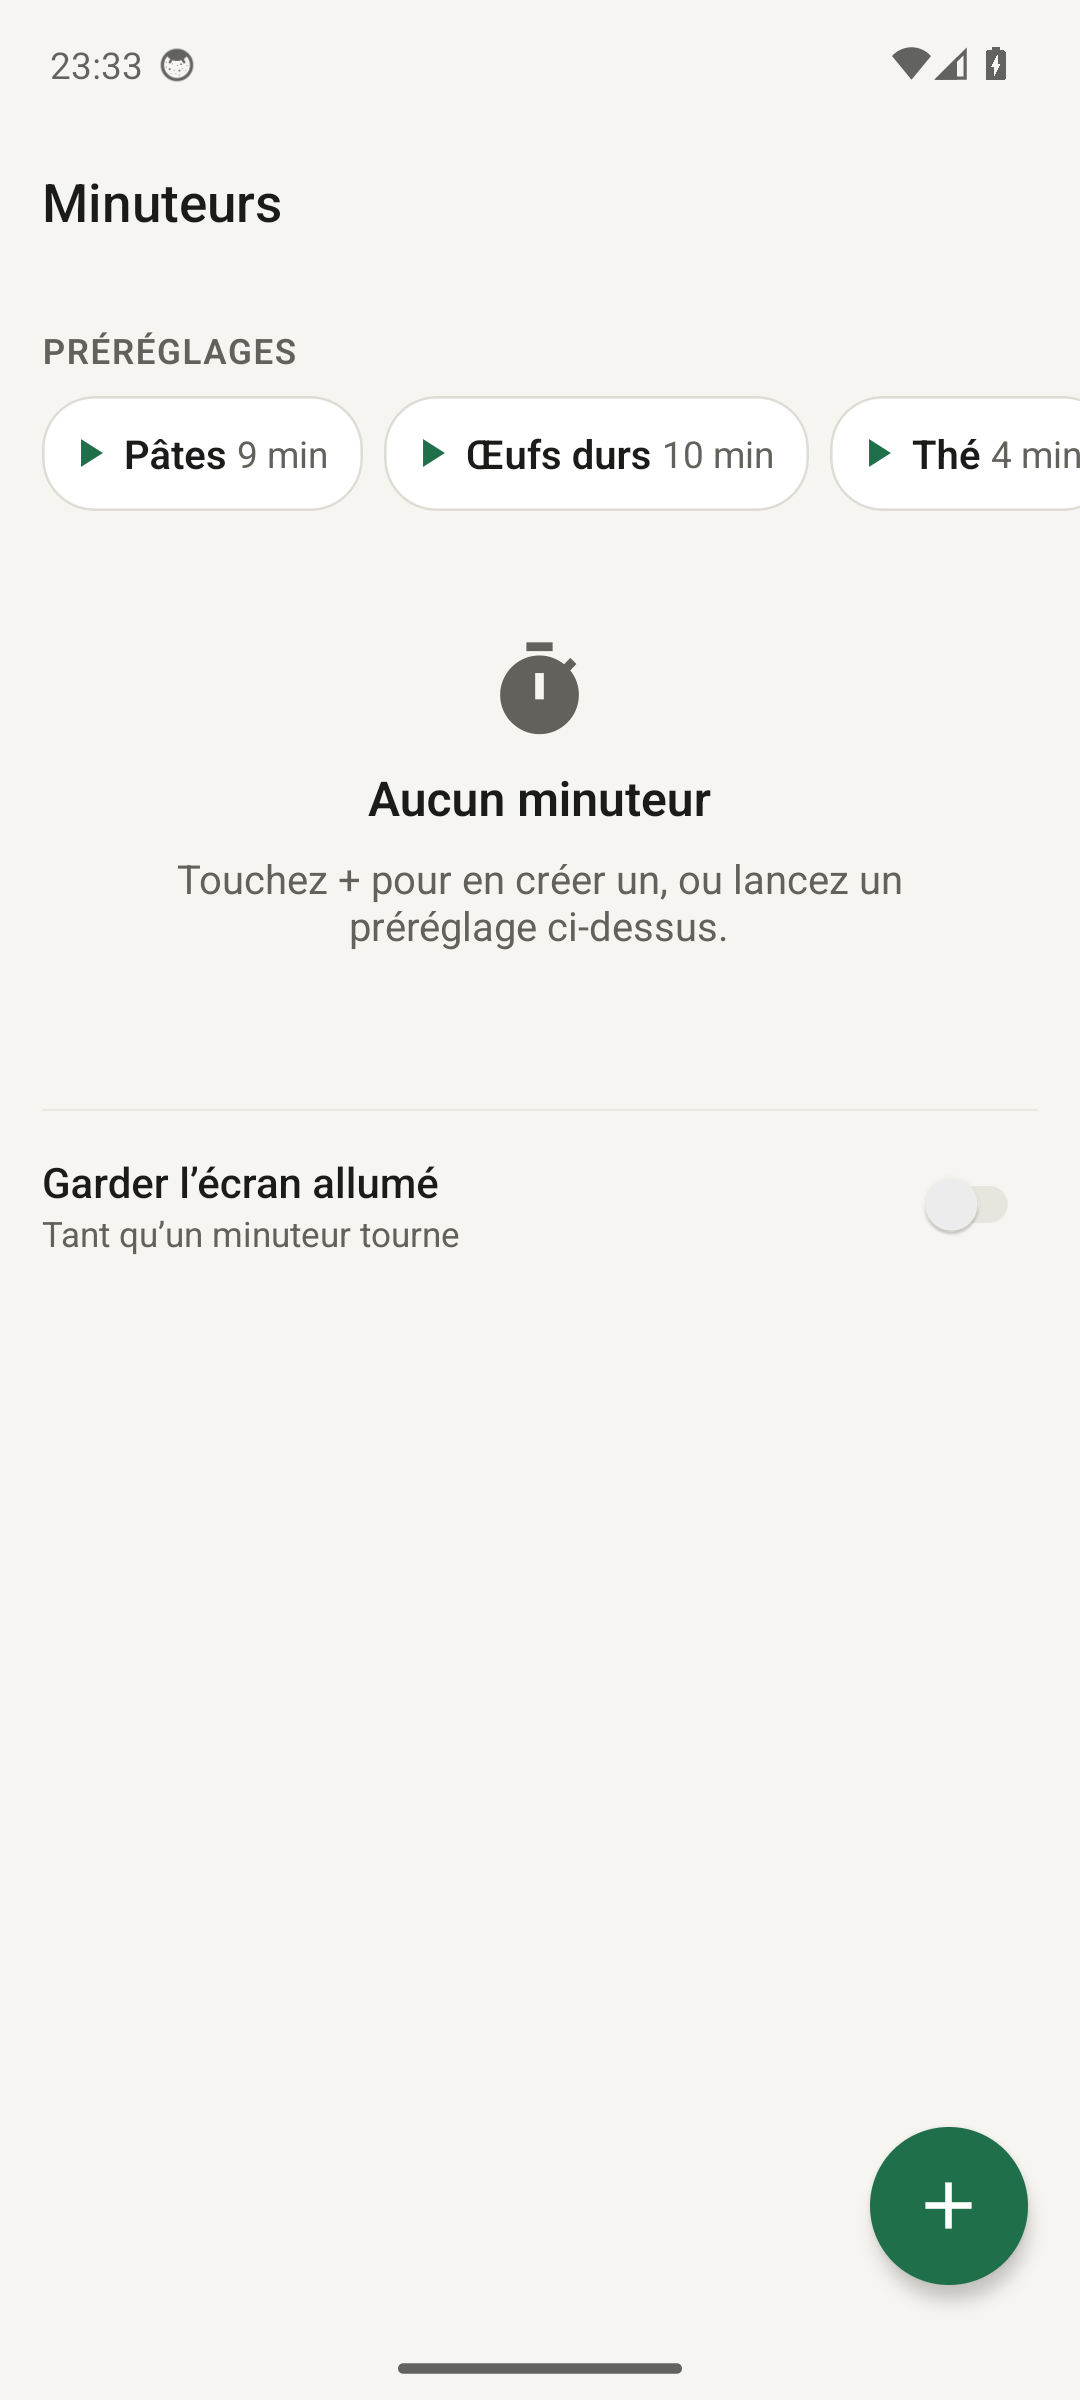 23:33
Minuteurs
PRÉRÉGLAGES
Pâtes 9 min
Œufs durs 10 min
Thé 4 min
Aucun minuteur
Touchez + pour en créer un, ou lancez un
préréglage ci-dessus.
Garder l’écran allumé
Tant qu’un minuteur tourne